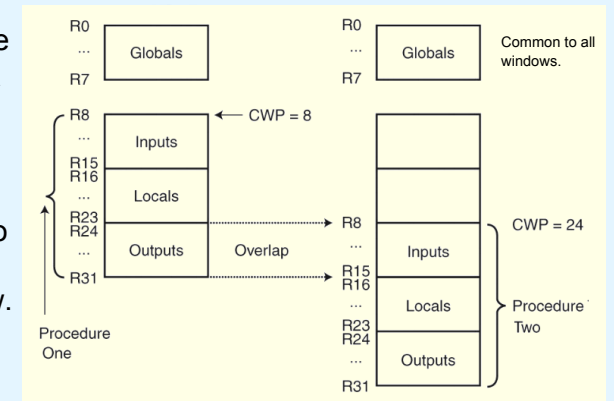 e
o
v.
R0
...
R7
Globals
R0
...
R7
Globals
Common to all
windows.
R8
...
R15
R16
...
R23
R24
...
R31
Inputs
Locals
Outputs
CWP = 8
Overlap
Procedure
One
R8
...
R15
R16
...
R23
R24
...
R31
Inputs
Locals
Outputs
CWP = 24
Procedure
Two